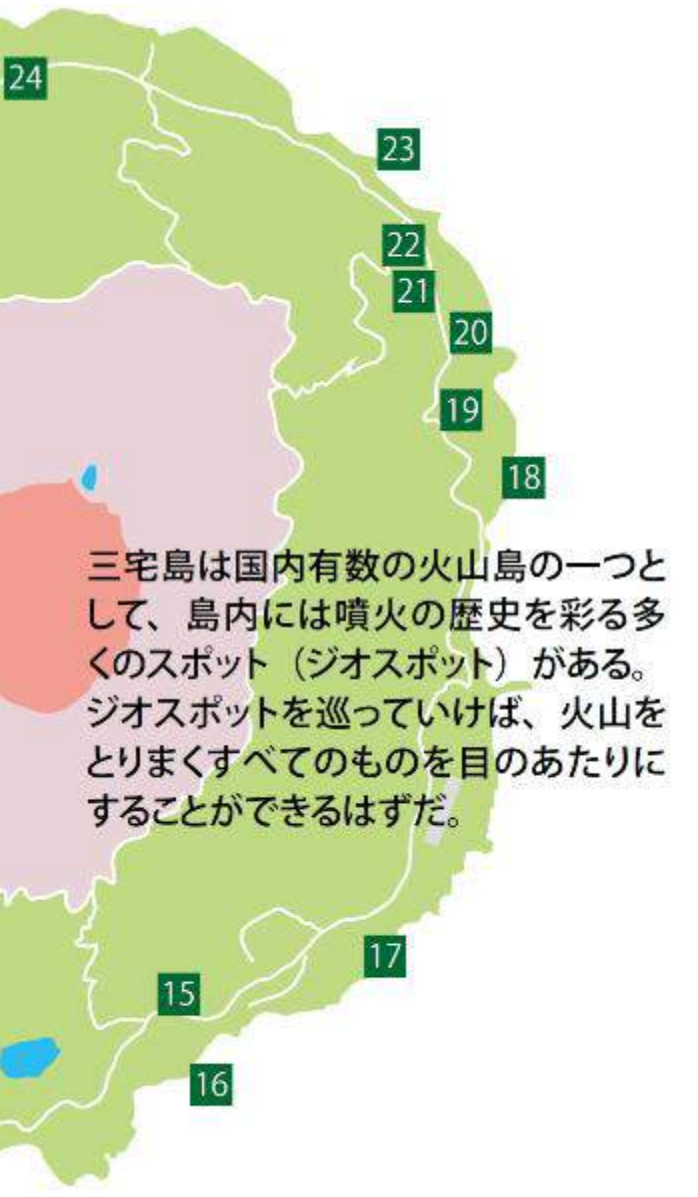 24
23
22
21
20
19
18
三宅島は国内有数の火山島の一つと
して、島内には噴火の歴史を彩る多
くのスポット（ジオスポット）がある。
ジオスポットを巡っていけば、火山を
とりまくすべてのものを目のあたりに
することができるはずだ。
17
15
16